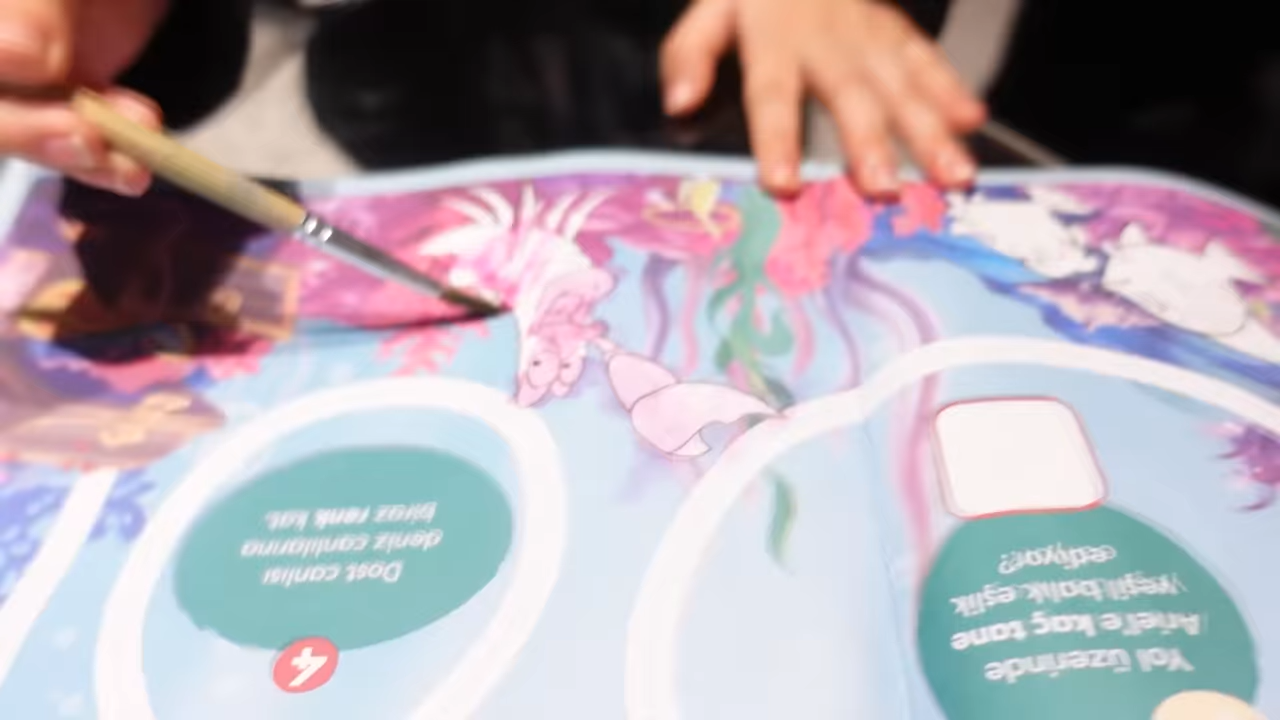 4
Dost canlısı
deniz canlılarına
biraz renk kat.
Yol üzerinde
Ariel'e kaç tane
yeşil balık eşlik
ediyor?